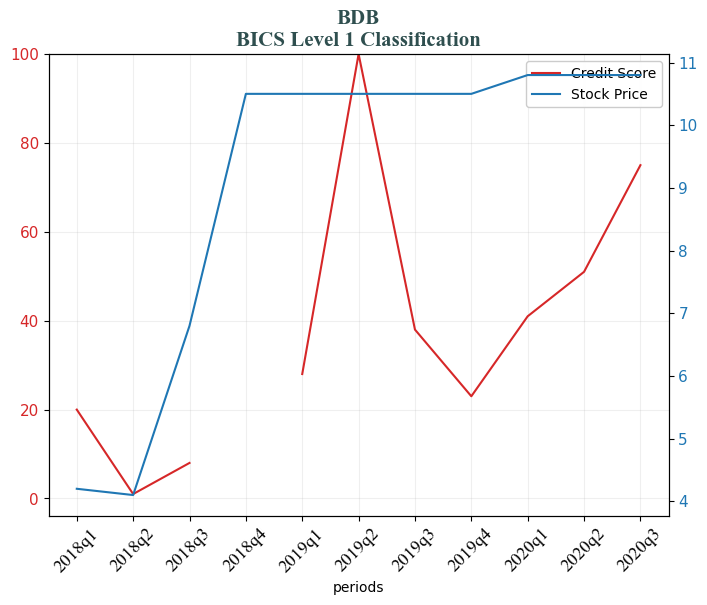 BDB
BICS Level 1 Classification
100
80
60
40
20
0
Credit Score
Stock Price
11
10
9
8
7
6
5
4
2018q1
2018q2
2018q3
2018q4
2019q1
2019q2
2019q3
2019q4
2020q1
2020q2
2020q3
periods